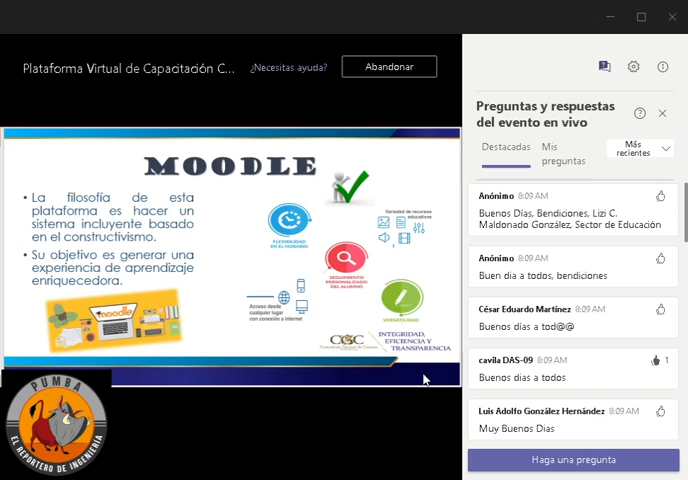 Plataforma Virtual de Capacitación C...
¿Necesitas ayuda?
Abandonar
MOODLE
• La filosofía de esta
plataforma es hacer un
sistema incluyente basado
en el constructivismo.
• Su objetivo es generar una
experiencia de aprendizaje
enriquecedora.
moodle
FLEXIBILIDAD
EN EL HORARIO
Variedad de recursos
educativos
SEGUIMIENTO
PERSONALIZADO
DEL ALUMNO
Acceso desde
cualquier lugar
con conexión a internet
VERSATILIDAD
CGC
INTEGRIDAD,
EFICIENCIA Y
TRANSPARENCIA
PUMBA
EL REPORTERO DE INGENIERIA
Preguntas y respuestas
del evento en vivo
Destacadas
Mis
preguntas
Más
recientes
Anónimo 8:09 AM
Buenos Días, Bendiciones, Lizi C.
Maldonado González, Sector de Educación
Anónimo 8:09 AM
Buen dia a todos, bendiciones
César Eduardo Martínez 8:09 AM
Buenos días a tod@@
cavila DAS-09 8:09 AM 1
Buenos dias a todos
Luis Adolfo González Hernández 8:09 AM
Muy Buenos Dias
Haga una pregunta